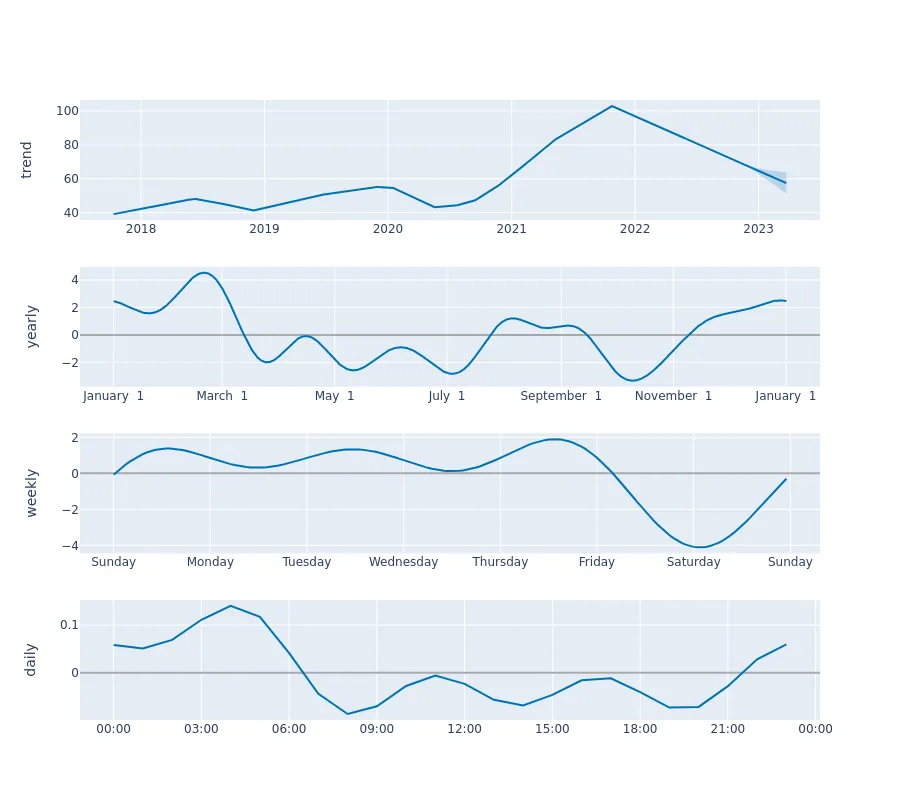 trend
100
80
60
40
2018 2019 2020 2021 2022 2023
yearly
4
2
0
−2
January 1 March 1 May 1 July 1 September 1 November 1 January 1
weekly
2
0
−2
−4
Sunday Monday Tuesday Wednesday Thursday Friday Saturday Sunday
daily
0.1
0
00:00 03:00 06:00 09:00 12:00 15:00 18:00 21:00 00:00